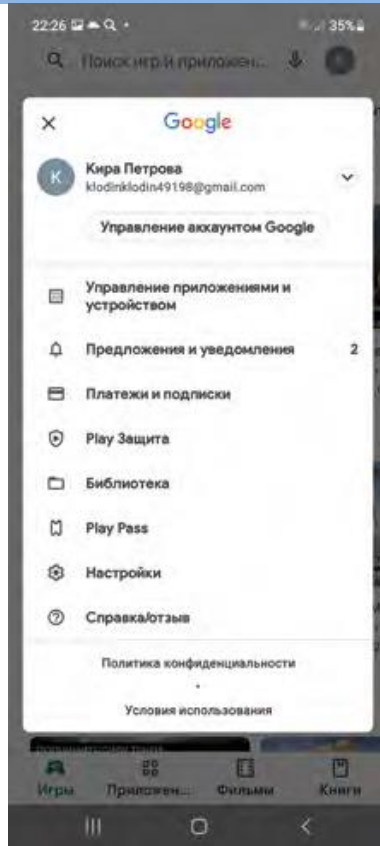 22:26
35%
Поиск игр и приложен...
Google
К
Кира Петрова
klodinklodin49198@gmail.com
Управление аккаунтом Google
Управление приложениями и
устройством
Предложения и уведомления 2
Платежи и подписки
Play Защита
Библиотека
Play Pass
Настройки
Справка/отзыв
Политика конфиденциальности
•
Условия использования
Игры Приложен... Фильмы Книги